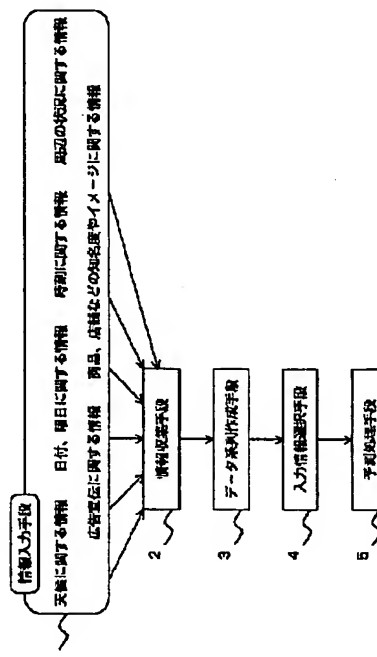 情報入力手段
天候に関する情報 日付、曜日に関する情報 時刻に関する情報 周辺の状況に関する情報
広告宣伝に関する情報 商品、店舗などの知名度やイメージに関する情報
2 情報収集手段
3 データ系列作成手段
4 入力情報選択手段
5 予測処理手段